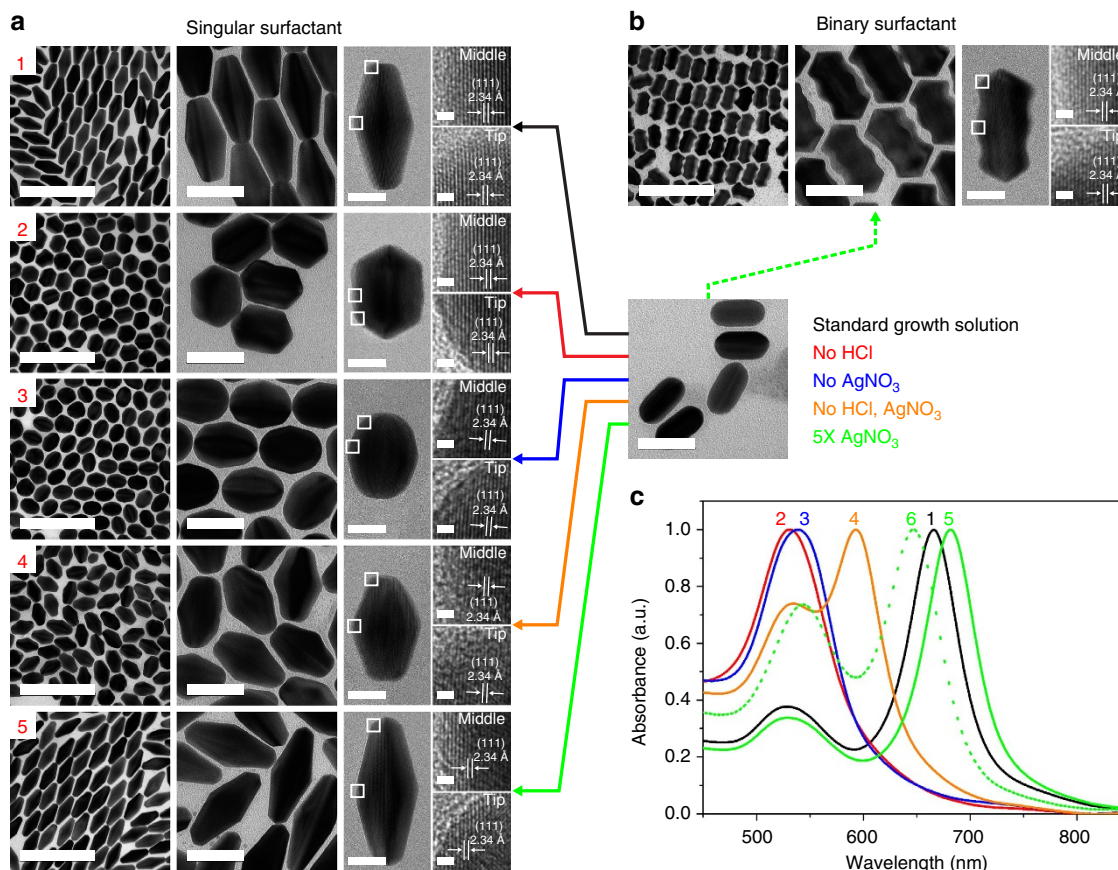 a
Singular surfactant
1
Middle
(111)
2.34 Å
Tip
(111)
2.34 Å
2
Middle
(111)
2.34 Å
Tip
(111)
2.34 Å
3
Middle
(111)
2.34 Å
Tip
(111)
2.34 Å
4
Middle
(111)
2.34 Å
Tip
(111)
2.34 Å
5
Middle
(111)
2.34 Å
Tip
(111)
2.34 Å
b
Binary surfactant
Middle
(111)
2.34 Å
Tip
(111)
2.34 Å
Standard growth solution
No HCl
No AgNO₃
No HCl, AgNO₃
5X AgNO₃
c
2 3 4 6 1 5
1.0
0.8
0.6
0.4
0.2
0.0
Absorbance (a.u.)
500 600 700 800
Wavelength (nm)